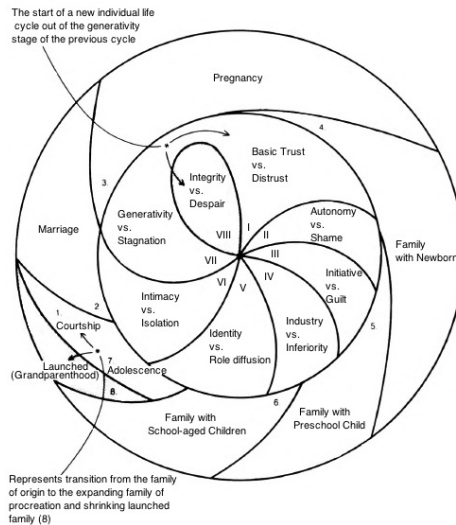 The start of a new individual life
cycle out of the generativity
stage of the previous cycle
Pregnancy
4.
3.
Basic Trust
vs.
Distrust
Integrity
vs.
Despair
Generativity
vs.
Stagnation
Autonomy
vs.
Shame
Marriage
Family
with Newborn
VIII
I
II
III
VII
VI
V
IV
Initiative
vs.
Guilt
Intimacy
vs.
Isolation
Identity
vs.
Role diffusion
Industry
vs.
Inferiority
5.
1.
2
Courtship
7.
Launched
(Grandparenthood)
Adolescence
8.
6
Family with
School-aged Children
Family with
Preschool Child
Represents transition from the family
of origin to the expanding family of
procreation and shrinking launched
family (8)